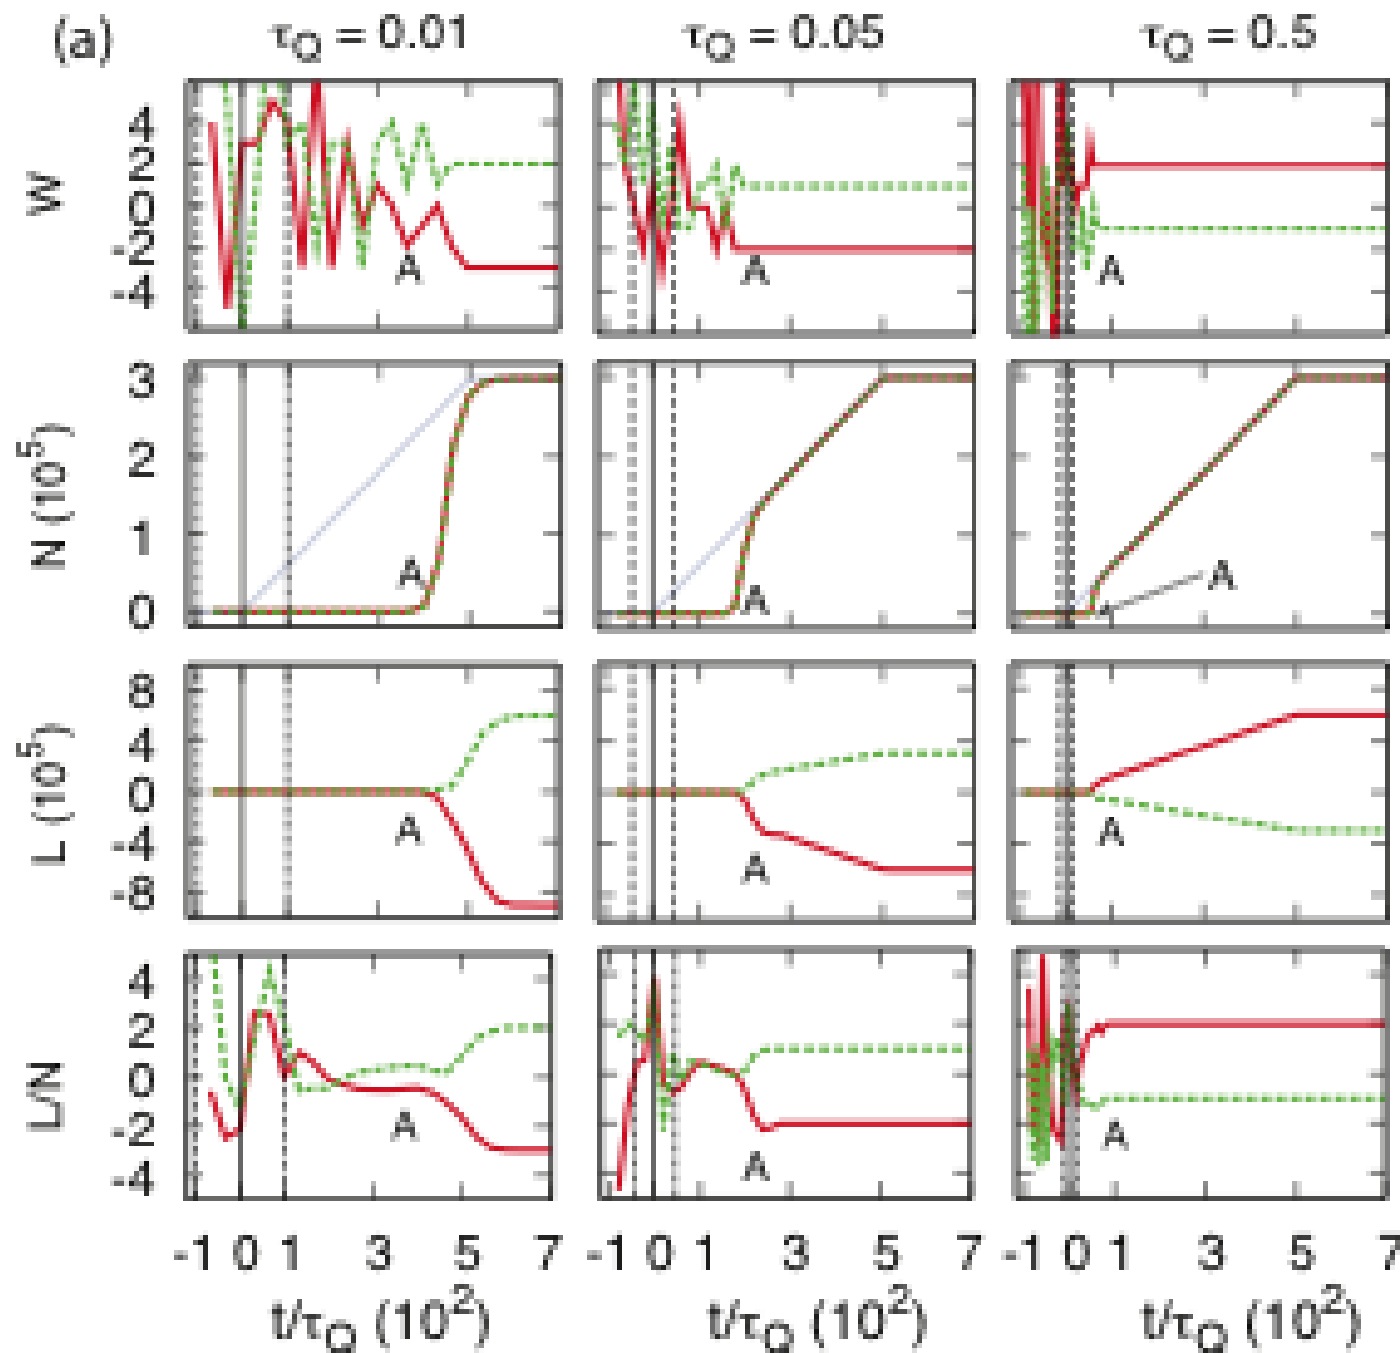 (a) τQ = 0.01 τQ = 0.05 τQ = 0.5
W
4
2
0
-2
-4
A A A
N (10^5)
3
2
1
0
A A A
L (10^5)
8
4
0
-4
-8
A A A
L/N
4
2
0
-2
-4
A A A
-1 0 1 3 5 7 -1 0 1 3 5 7 -1 0 1 3 5 7
t/τQ (10^2) t/τQ (10^2) t/τQ (10^2)